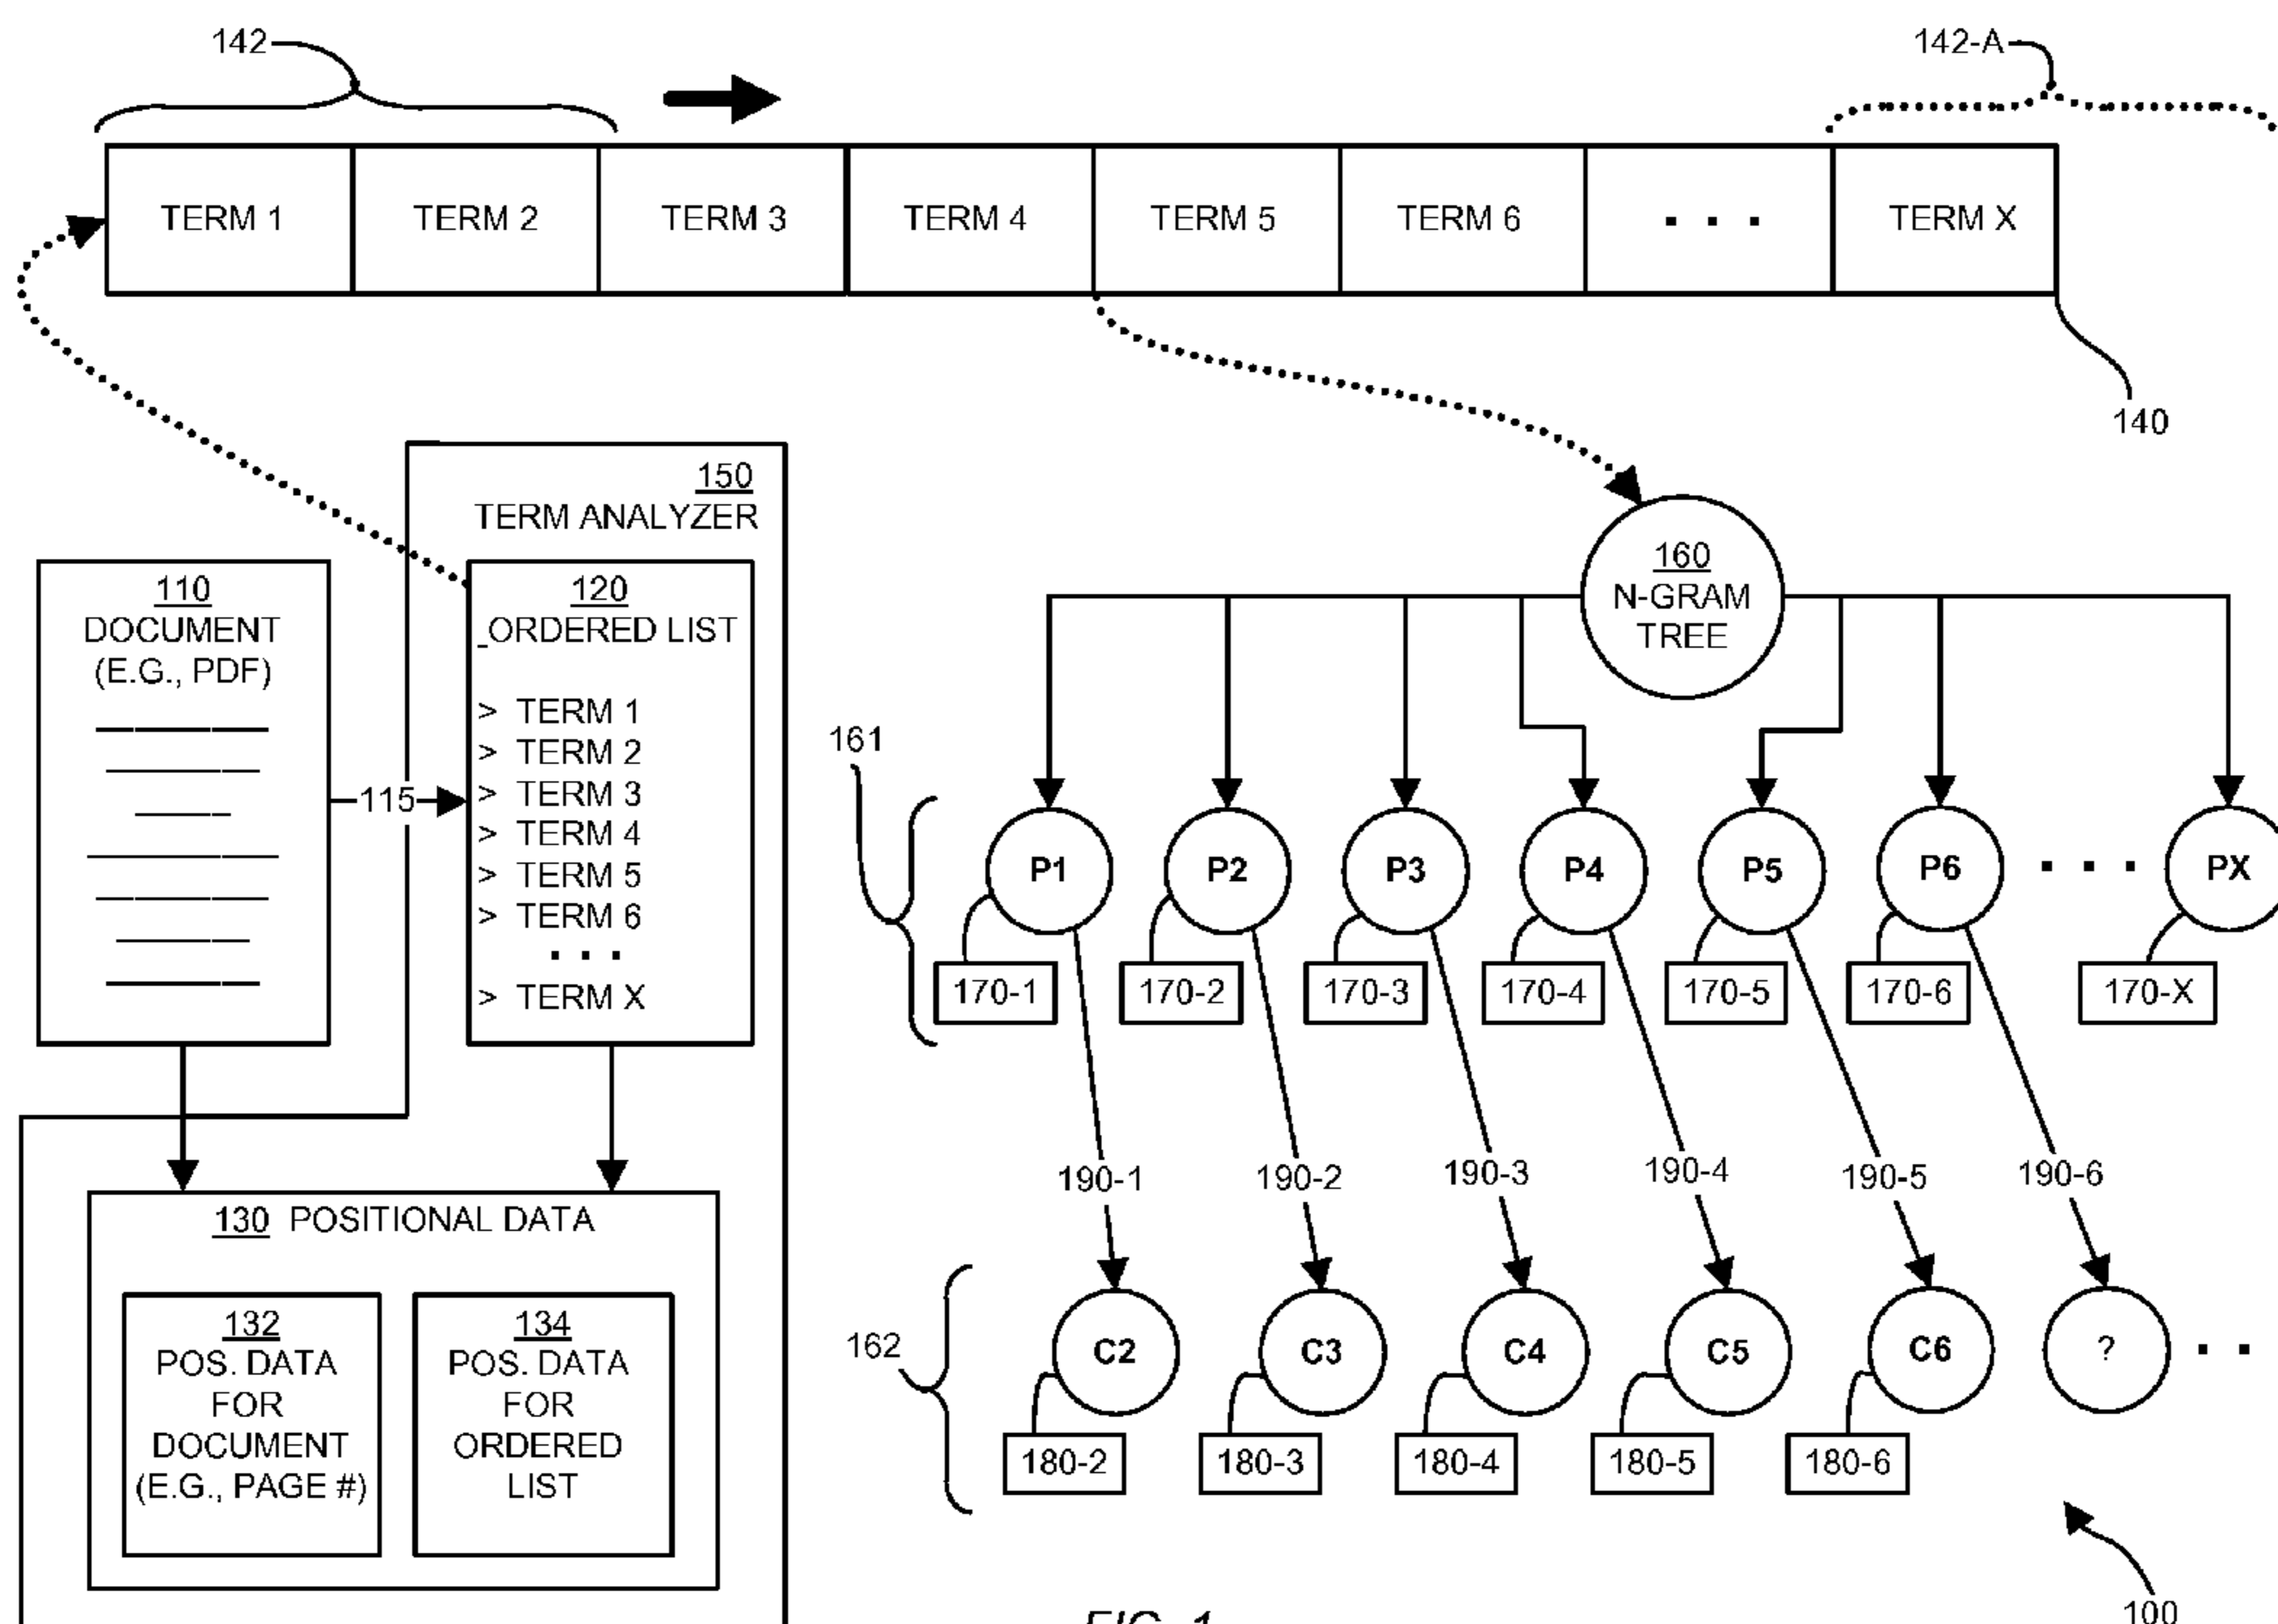 142
142-A
TERM 1 TERM 2 TERM 3 TERM 4 TERM 5 TERM 6 . . . TERM X
140
150
TERM ANALYZER
110
DOCUMENT
(E.G., PDF)
115
120
_ORDERED LIST
> TERM 1
> TERM 2
> TERM 3
> TERM 4
> TERM 5
> TERM 6
. . .
> TERM X
130 POSITIONAL DATA
132
POS. DATA
FOR
DOCUMENT
(E.G., PAGE #)
134
POS. DATA
FOR
ORDERED
LIST
160
N-GRAM
TREE
161
P1 P2 P3 P4 P5 P6 . . . PX
170-1 170-2 170-3 170-4 170-5 170-6 170-X
190-1 190-2 190-3 190-4 190-5 190-6
162
C2 C3 C4 C5 C6 ? . .
180-2 180-3 180-4 180-5 180-6
100
FIG. 1